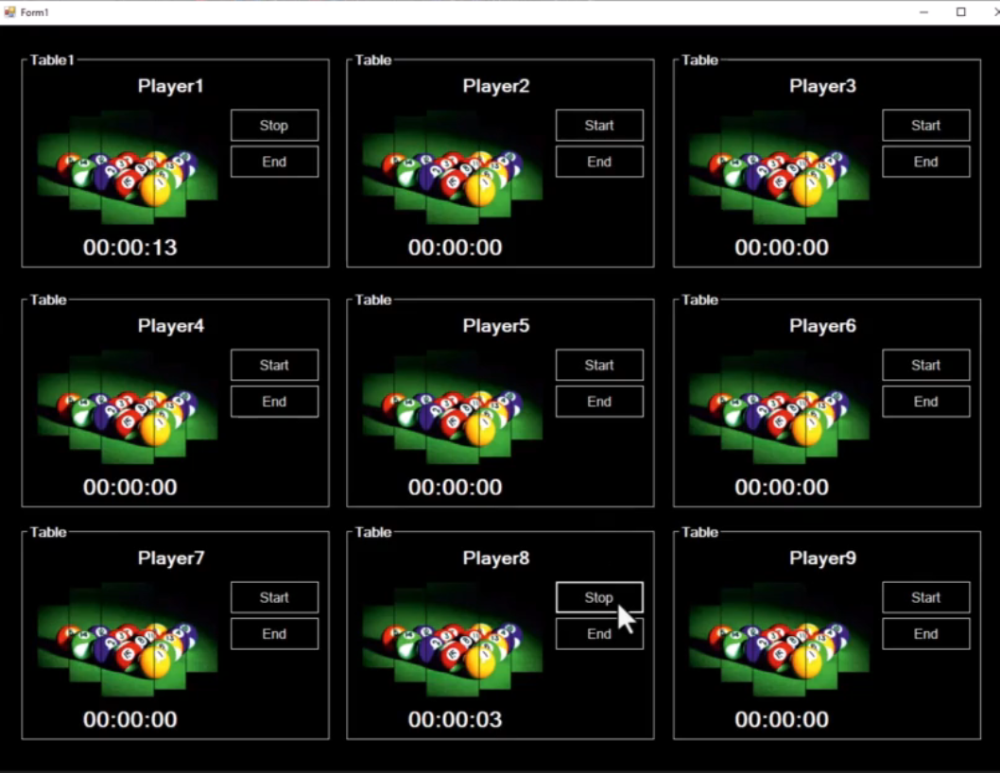 Form1
Table1
Player1
Stop
End
00:00:13
Table
Player2
Start
End
00:00:00
Table
Player3
Start
End
00:00:00
Table
Player4
Start
End
00:00:00
Table
Player5
Start
End
00:00:00
Table
Player6
Start
End
00:00:00
Table
Player7
Start
End
00:00:00
Table
Player8
Stop
End
00:00:03
Table
Player9
Start
End
00:00:00